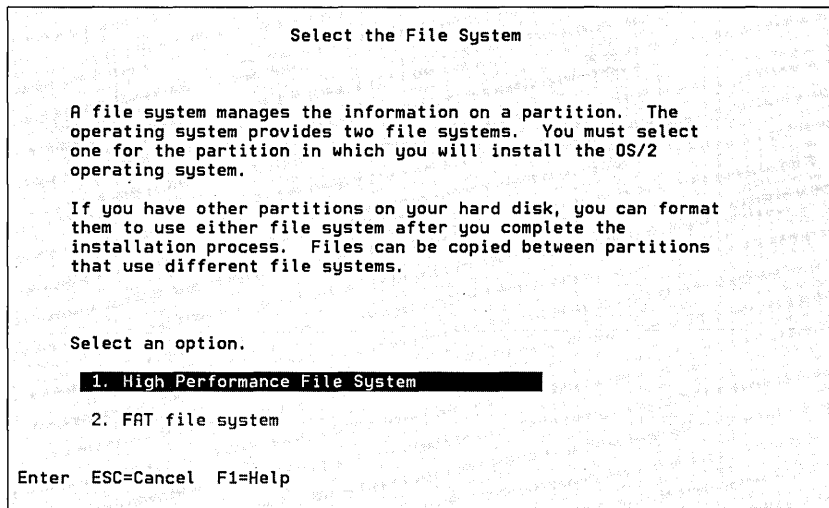 Select the File System
A file system manages the information on a partition. The
operating system provides two file systems. You must select
one for the partition in which you will install the OS/2
operating system.
If you have other partitions on your hard disk, you can format
them to use either file system after you complete the
installation process. Files can be copied between partitions
that use different file systems.
Select an option.
1. High Performance File System
2. FAT file system
Enter ESC=Cancel F1=Help